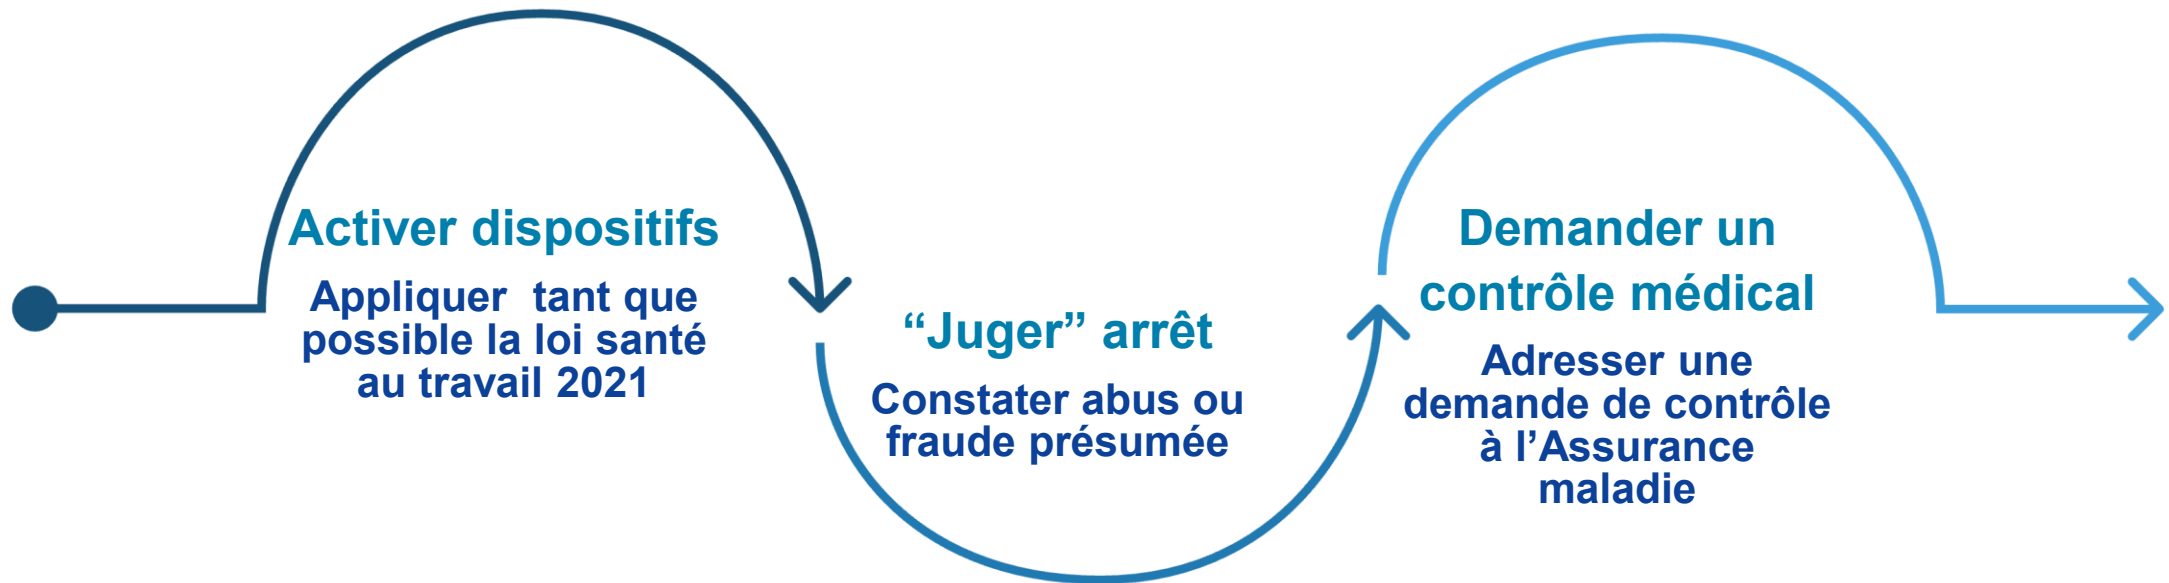 Activer dispositifs
Appliquer  tant que
possible la loi santé
au travail 2021
“Juger” arrêt
Constater abus ou
fraude présumée
Demander un
contrôle médical
Adresser une
demande de contrôle
à l’Assurance
maladie